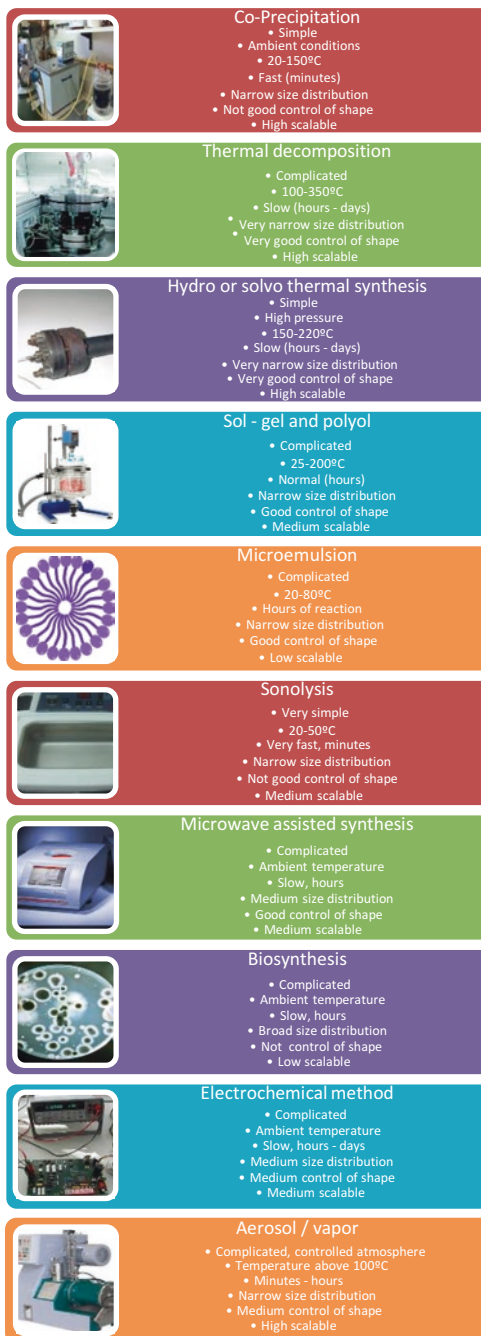 Co-Precipitation
• Simple
• Ambient conditions
• 20-150ºC
• Fast (minutes)
• Narrow size distribution
• Not good control of shape
• High scalable
Thermal decomposition
• Complicated
• 100-350ºC
• Slow (hours - days)
• Very narrow size distribution
• Very good control of shape
• High scalable
Hydro or solvo thermal synthesis
• Simple
• High pressure
• 150-220ºC
• Slow (hours - days)
• Very narrow size distribution
• Very good control of shape
• High scalable
Sol - gel and polyol
• Complicated
• 25-200ºC
• Normal (hours)
• Narrow size distribution
• Good control of shape
• Medium scalable
Microemulsion
• Complicated
• 20-80ºC
• Hours of reaction
• Narrow size distribution
• Good control of shape
• Low scalable
Sonolysis
• Very simple
• 20-50ºC
• Very fast, minutes
• Narrow size distribution
• Not good control of shape
• Medium scalable
Microwave assisted synthesis
• Complicated
• Ambient temperature
• Slow, hours
• Medium size distribution
• Good control of shape
• Medium scalable
Biosynthesis
• Complicated
• Ambient temperature
• Slow, hours
• Broad size distribution
• Not control of shape
• Low scalable
Electrochemical method
• Complicated
• Ambient temperature
• Slow, hours - days
• Medium size distribution
• Medium control of shape
• Medium scalable
Aerosol / vapor
• Complicated, controlled atmosphere
• Temperature above 100ºC
• Minutes - hours
• Narrow size distribution
• Medium control of shape
• High scalable